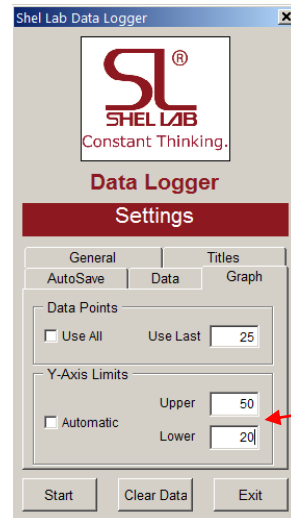 Shel Lab Data Logger
SL ®
SHEL LAB
Constant Thinking.
Data Logger
Settings
General Titles
AutoSave Data Graph
Data Points
Use All Use Last 25
Y-Axis Limits
Upper 50
Automatic
Lower 20
Start Clear Data Exit